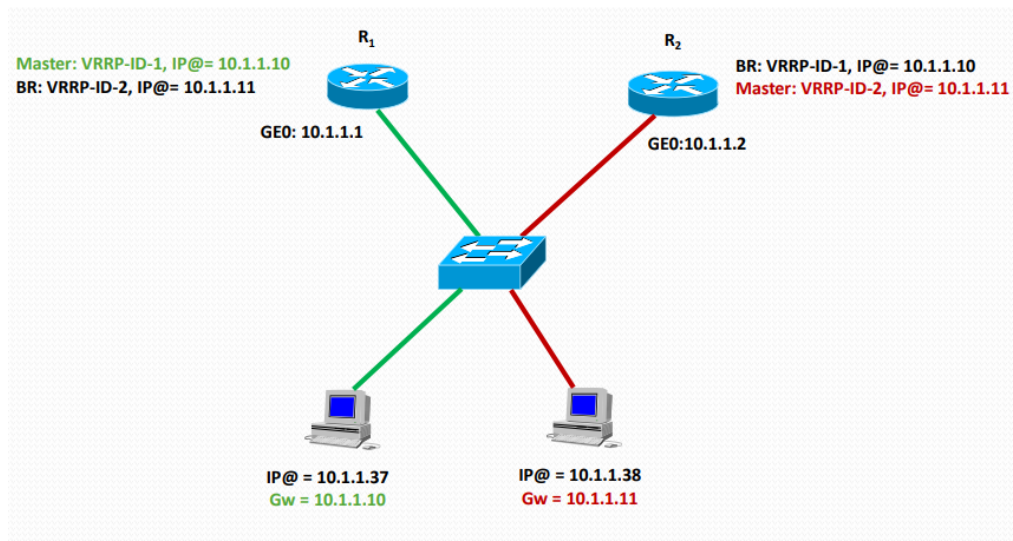 R1
R2
Master: VRRP-ID-1, IP@= 10.1.1.10
BR: VRRP-ID-2, IP@= 10.1.1.11
BR: VRRP-ID-1, IP@= 10.1.1.10
Master: VRRP-ID-2, IP@= 10.1.1.11
GE0: 10.1.1.1
GE0:10.1.1.2
IP@ = 10.1.1.37
Gw = 10.1.1.10
IP@ = 10.1.1.38
Gw = 10.1.1.11